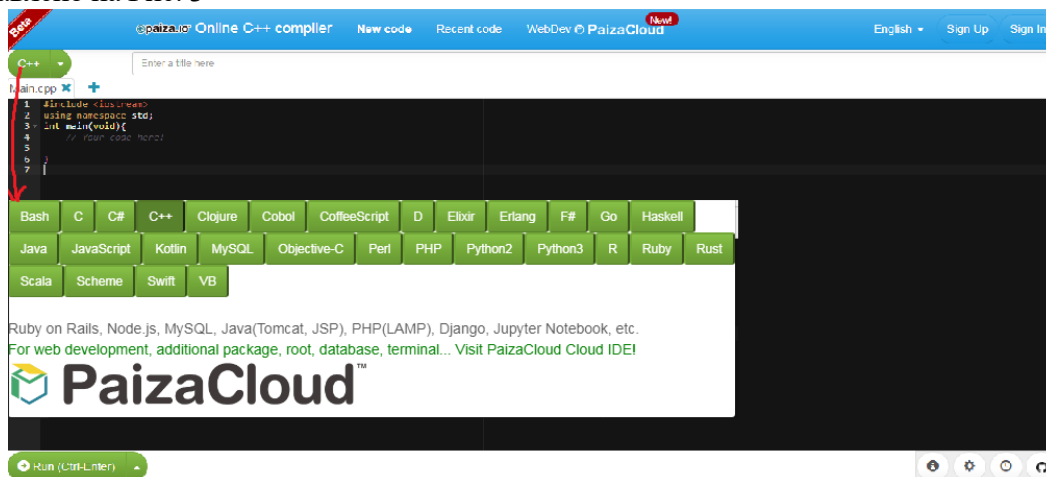 Beta paiza.IO Online C++ compiler New code Recent code WebDev PaizaCloud New! English Sign Up Sign In
C++ Enter a title here
Main.cpp
1 #include <iostream>
2 using namespace std;
3 int main(void){
4 // Your code here!
5
6 }
7
Bash C C# C++ Clojure Cobol CoffeeScript D Elixir Erlang F# Go Haskell
Java JavaScript Kotlin MySQL Objective-C Perl PHP Python2 Python3 R Ruby Rust
Scala Scheme Swift VB
Ruby on Rails, Node.js, MySQL, Java(Tomcat, JSP), PHP(LAMP), Django, Jupyter Notebook, etc.
For web development, additional package, root, database, terminal... Visit PaizaCloud Cloud IDE!
PaizaCloud™
Run (Ctrl-Enter)